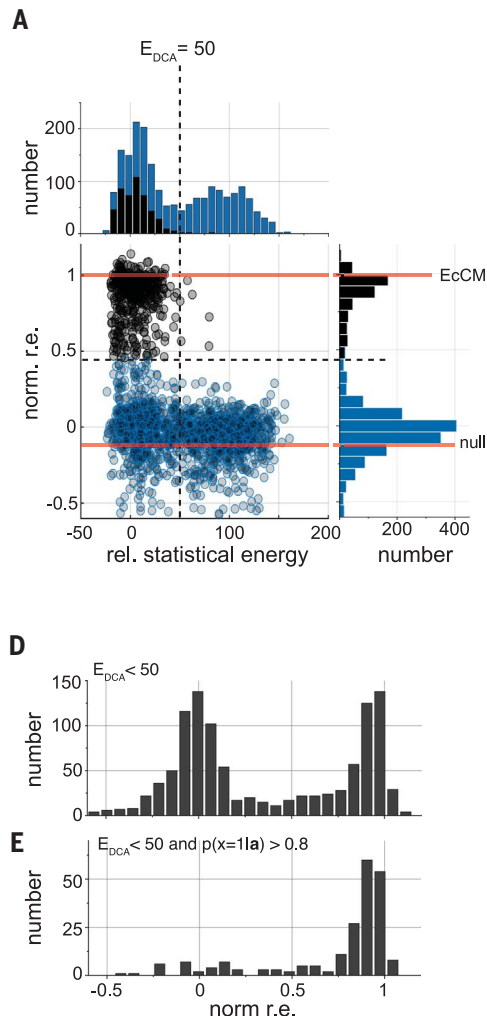 A
E_DCA = 50
number
200
100
0
norm. r.e.
1
0.5
0
-0.5
EcCM
null
-50
0
100
200
rel. statistical energy
0
200
400
number
D
E_DCA < 50
number
150
100
50
0
E
E_DCA < 50 and p(x=1|a) > 0.8
number
50
25
0
-0.5
0
0.5
1
norm r.e.